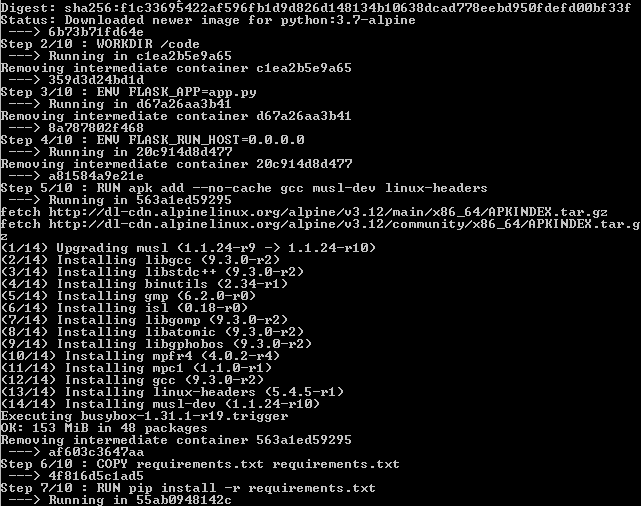 Digest: sha256:f1c33695422af596fb1d9d826d148134b10638dcad778eebd950fdefd00bf33f
Status: Downloaded newer image for python:3.7-alpine
 ---> 6b73b71fd64e
Step 2/10 : WORKDIR /code
 ---> Running in c1ea2b5e9a65
Removing intermediate container c1ea2b5e9a65
 ---> 359d3d24bd1d
Step 3/10 : ENV FLASK_APP=app.py
 ---> Running in d67a26aa3b41
Removing intermediate container d67a26aa3b41
 ---> 8a787802f468
Step 4/10 : ENV FLASK_RUN_HOST=0.0.0.0
 ---> Running in 20c914d8d477
Removing intermediate container 20c914d8d477
 ---> a81584a9e21e
Step 5/10 : RUN apk add --no-cache gcc musl-dev linux-headers
 ---> Running in 563a1ed59295
fetch http://dl-cdn.alpinelinux.org/alpine/v3.12/main/x86_64/APKINDEX.tar.gz
fetch http://dl-cdn.alpinelinux.org/alpine/v3.12/community/x86_64/APKINDEX.tar.g
z
(1/14) Upgrading musl (1.1.24-r9 -> 1.1.24-r10)
(2/14) Installing libgcc (9.3.0-r2)
(3/14) Installing libstdc++ (9.3.0-r2)
(4/14) Installing binutils (2.34-r1)
(5/14) Installing gmp (6.2.0-r0)
(6/14) Installing isl (0.18-r0)
(7/14) Installing libgomp (9.3.0-r2)
(8/14) Installing libatomic (9.3.0-r2)
(9/14) Installing libgphobos (9.3.0-r2)
(10/14) Installing mpfr4 (4.0.2-r4)
(11/14) Installing mpc1 (1.1.0-r1)
(12/14) Installing gcc (9.3.0-r2)
(13/14) Installing linux-headers (5.4.5-r1)
(14/14) Installing musl-dev (1.1.24-r10)
Executing busybox-1.31.1-r19.trigger
OK: 153 MiB in 48 packages
Removing intermediate container 563a1ed59295
 ---> af603c3647aa
Step 6/10 : COPY requirements.txt requirements.txt
 ---> 4f816d5c1ad5
Step 7/10 : RUN pip install -r requirements.txt
 ---> Running in 55ab0948142c